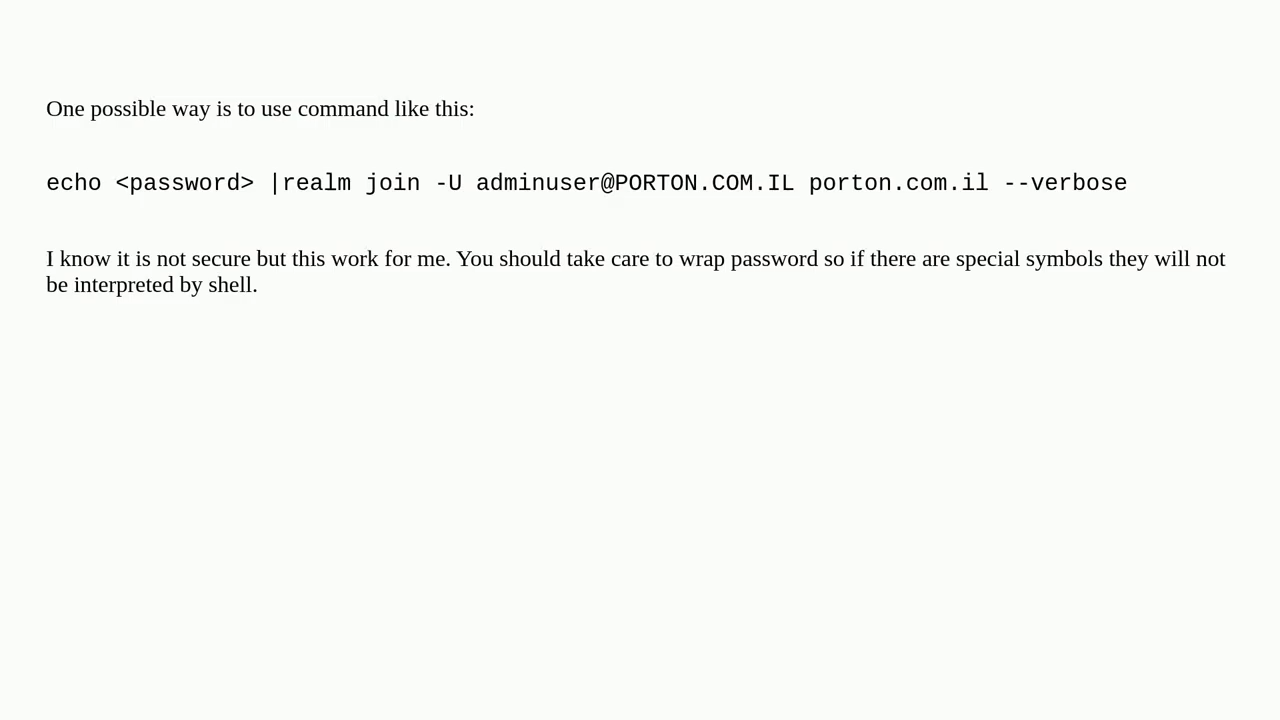 One possible way is to use command like this:
echo <password> |realm join -U adminuser@PORTON.COM.IL porton.com.il --verbose
I know it is not secure but this work for me. You should take care to wrap password so if there are special symbols they will not
be interpreted by shell.